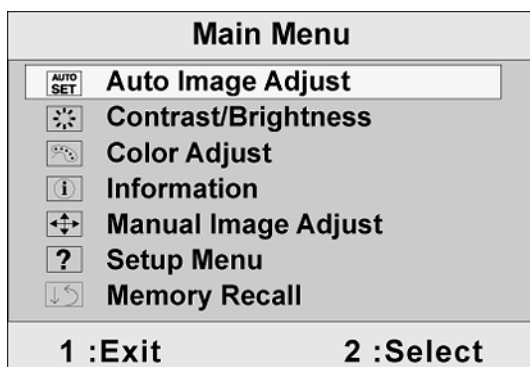 Main Menu
AUTO SET Auto Image Adjust
Contrast/Brightness
Color Adjust
i Information
Manual Image Adjust
? Setup Menu
Memory Recall
1 :Exit 2 :Select